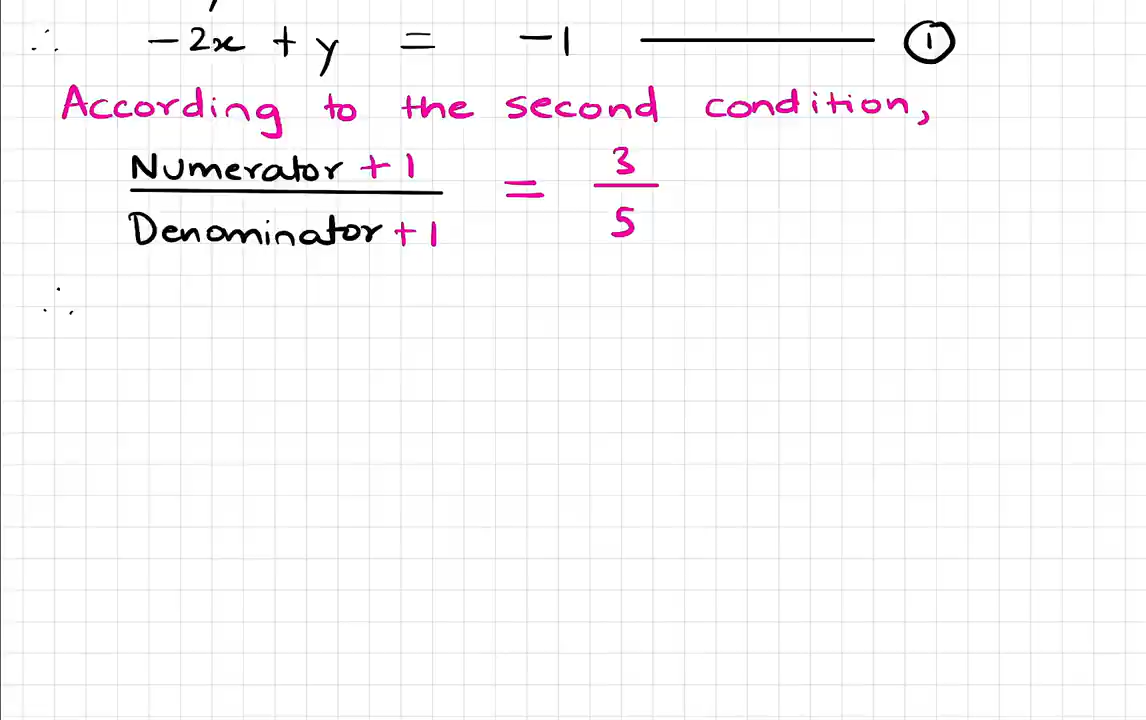 ∴ -2x + y = -1 ——— ①
According to the second condition,
Numerator + 1
Denominator + 1
= 3
5
∴